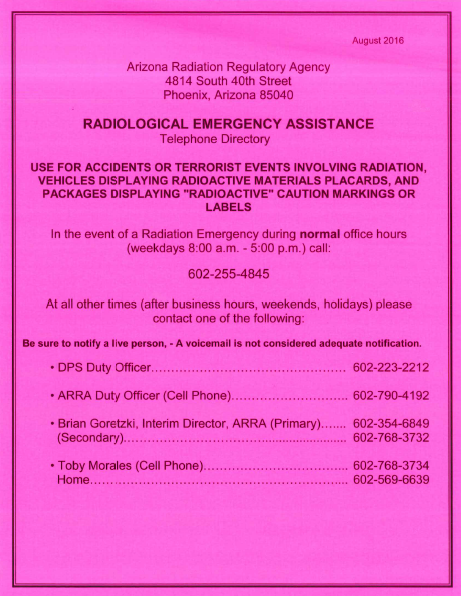 August 2016
Arizona Radiation Regulatory Agency
4814 South 40th Street
Phoenix, Arizona 85040
RADIOLOGICAL EMERGENCY ASSISTANCE
Telephone Directory
USE FOR ACCIDENTS OR TERRORIST EVENTS INVOLVING RADIATION,
VEHICLES DISPLAYING RADIOACTIVE MATERIALS PLACARDS, AND
PACKAGES DISPLAYING "RADIOACTIVE" CAUTION MARKINGS OR
LABELS
In the event of a Radiation Emergency during normal office hours
(weekdays 8:00 a.m. - 5:00 p.m.) call:
602-255-4845
At all other times (after business hours, weekends, holidays) please
contact one of the following:
Be sure to notify a live person, - A voicemail is not considered adequate notification.
• DPS Duty Officer................................................ 602-223-2212
• ARRA Duty Officer (Cell Phone)............................. 602-790-4192
• Brian Goretzki, Interim Director, ARRA (Primary)....... 602-354-6849
(Secondary)....................................................... 602-768-3732
• Toby Morales (Cell Phone).................................... 602-768-3734
Home................................................................ 602-569-6639